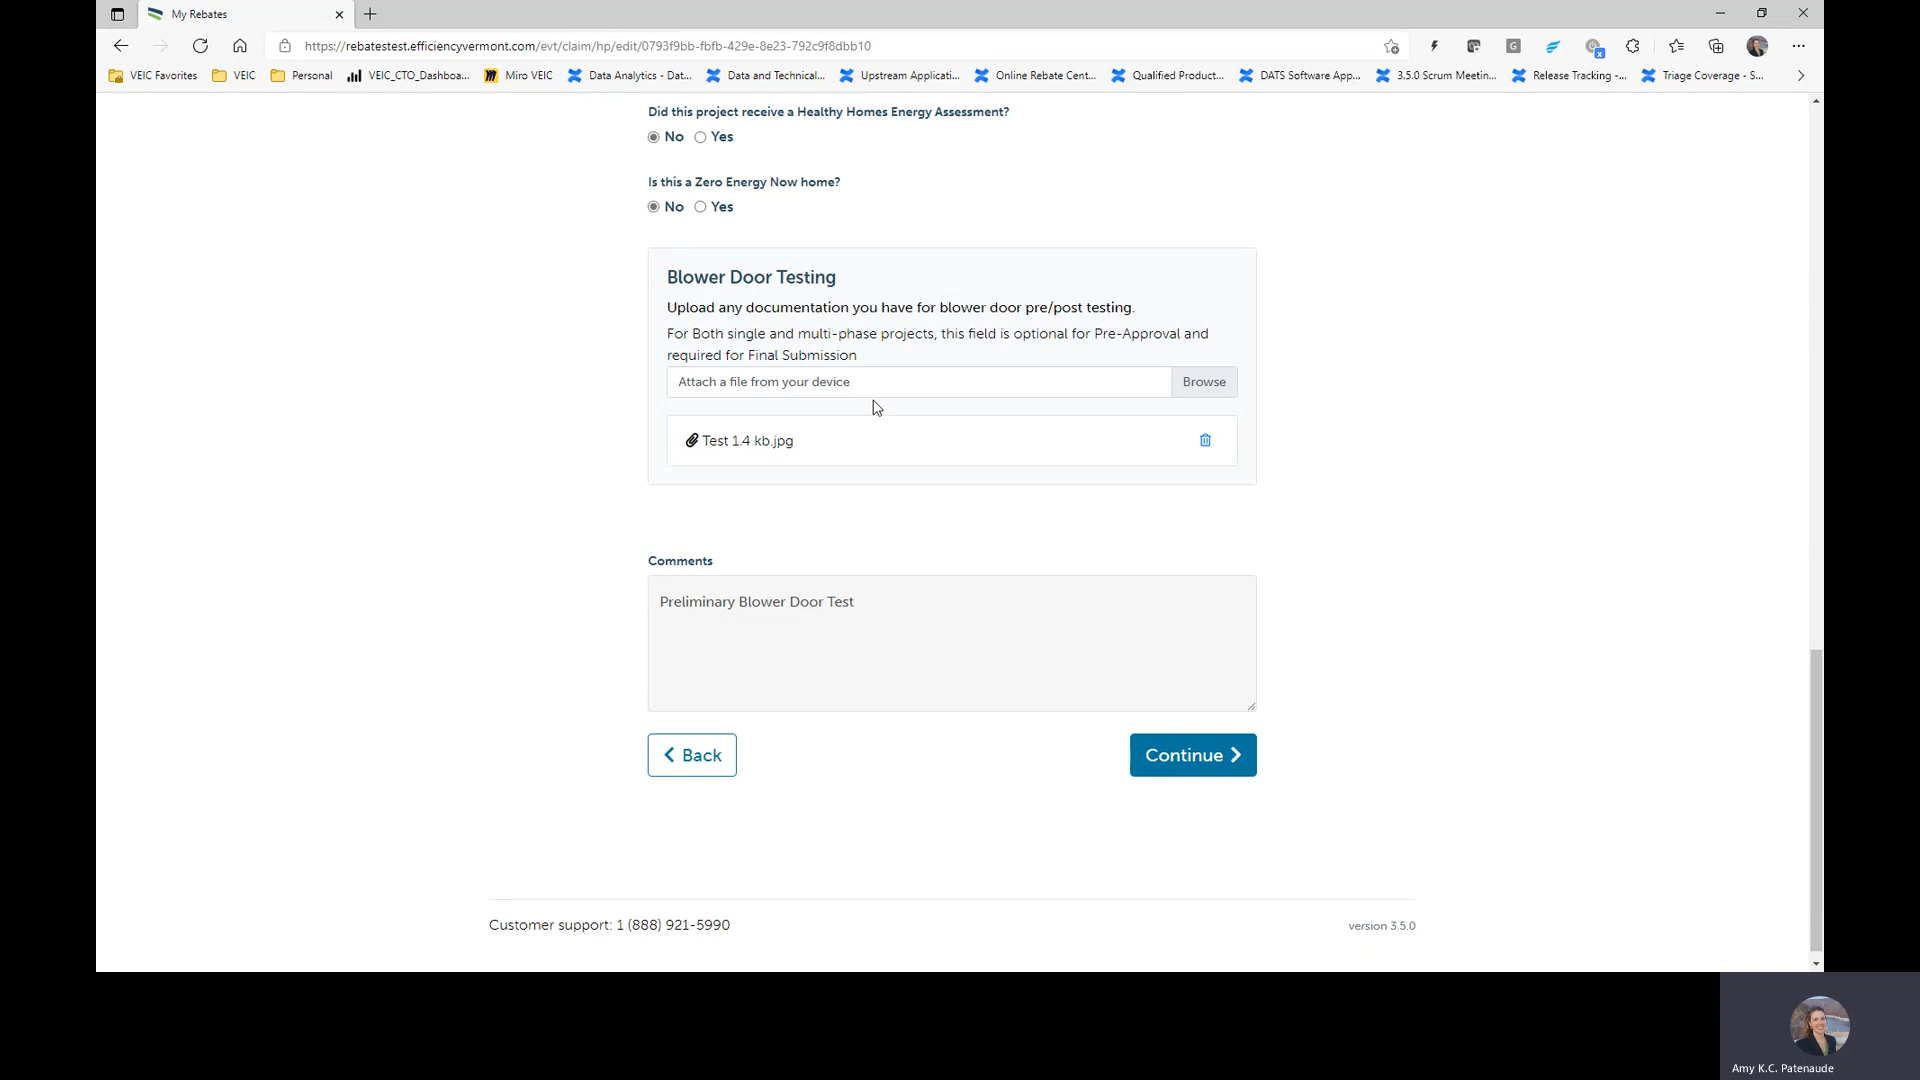 My Rebates
https://rebatestest.efficiencyvermont.com/evt/claim/hp/edit/0793f9bb-fbfb-429e-8e23-792c9f8dbb10
VEIC Favorites
VEIC
Personal
VEIC_CTO_Dashboa...
Miro VEIC
Data Analytics - Dat...
Data and Technical...
Upstream Applicati...
Online Rebate Cent...
Qualified Product...
DATS Software App...
3.5.0 Scrum Meetin...
Release Tracking -...
Triage Coverage - S...
Did this project receive a Healthy Homes Energy Assessment?
No Yes
Is this a Zero Energy Now home?
No Yes
Blower Door Testing
Upload any documentation you have for blower door pre/post testing.
For Both single and multi-phase projects, this field is optional for Pre-Approval and
required for Final Submission
Attach a file from your device
Browse
Test 1.4 kb.jpg
Comments
Preliminary Blower Door Test
Back
Continue
Customer support: 1 (888) 921-5990
version 3.5.0
Amy K.C. Patenaude